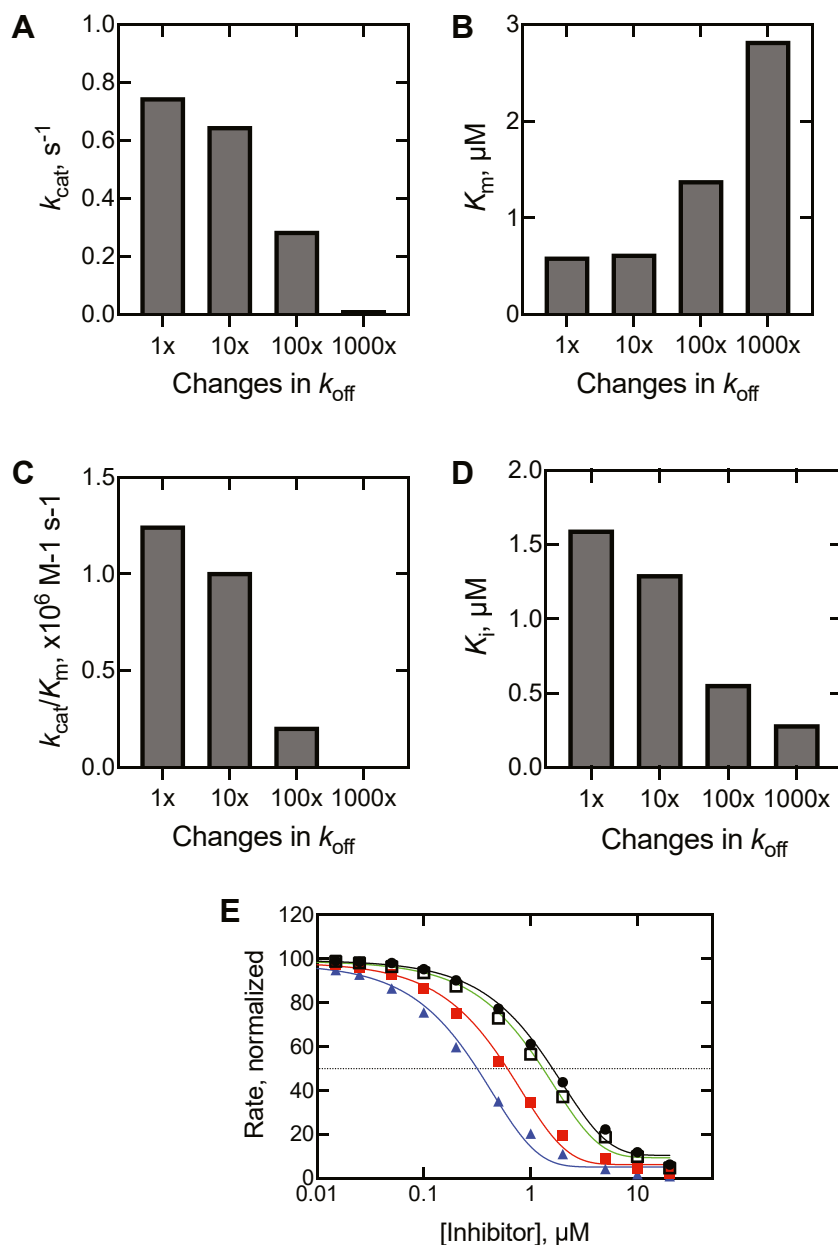 A
1.0
0.8
0.6
0.4
0.2
0.0
kcat, s-1
1x 10x 100x 1000x
Changes in koff
B
3
2
1
0
Km, µM
1x 10x 100x 1000x
Changes in koff
C
1.5
1.0
0.5
0.0
kcat/Km, x10⁶ M-1 s-1
1x 10x 100x 1000x
Changes in koff
D
2.0
1.5
1.0
0.5
0.0
Ki, µM
1x 10x 100x 1000x
Changes in koff
E
120
100
80
60
40
20
0
Rate, normalized
0.01 0.1 1 10
[Inhibitor], µM